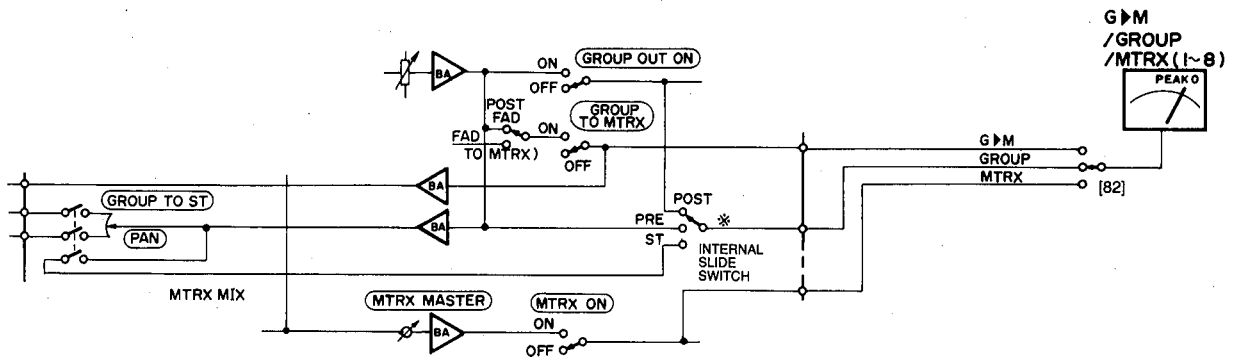 G▶M
/GROUP
/MTRX(1~8)
PEAK 0
BA
ON
GROUP OUT ON
OFF
POST
FAD
ON
GROUP
TO MTRX
FAD
TO MTRX)
OFF
G▶M
GROUP
MTRX
[82]
BA
GROUP TO ST
BA
POST
PRE
※
ST
INTERNAL
SLIDE
SWITCH
PAN
MTRX MIX
MTRX MASTER
MTRX ON
BA
ON
OFF